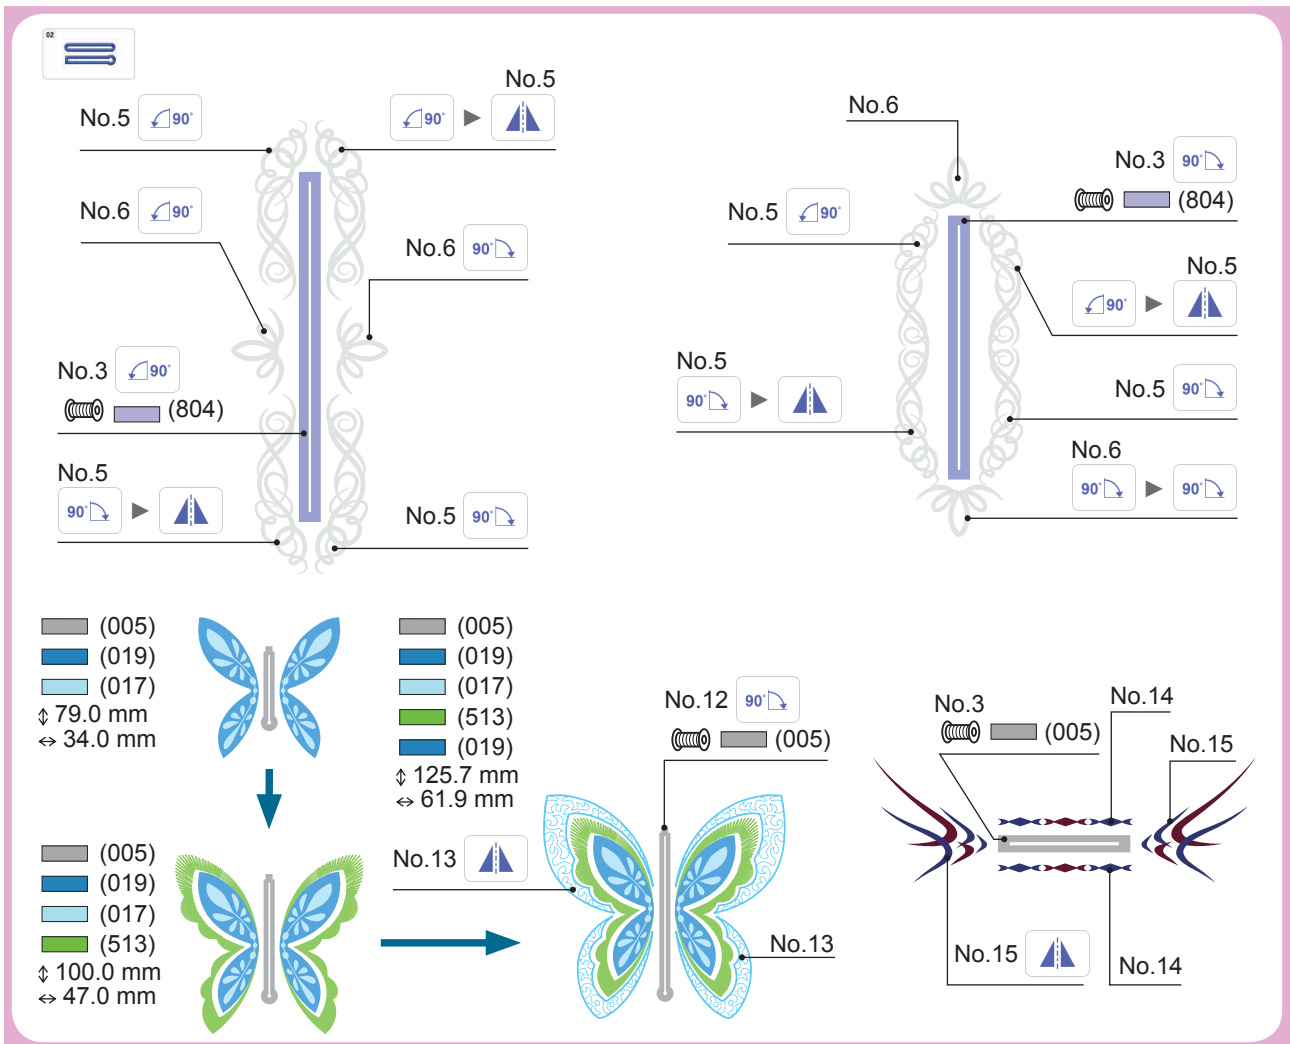 02
No.5 90°
No.5
90°
No.6 90°
No.6 90°
No.3 90°
(804)
No.5
90°
No.5 90°
No.6
No.3 90°
(804)
No.5 90°
No.5
90°
No.5
90°
No.5 90°
No.6
90° 90°
(005)
(019)
(017)
79.0 mm
34.0 mm
(005)
(019)
(017)
(513)
(019)
125.7 mm
61.9 mm
(005)
(019)
(017)
(513)
100.0 mm
47.0 mm
No.12 90°
(005)
No.13
No.13
No.3
(005)
No.14
No.15
No.15
No.14